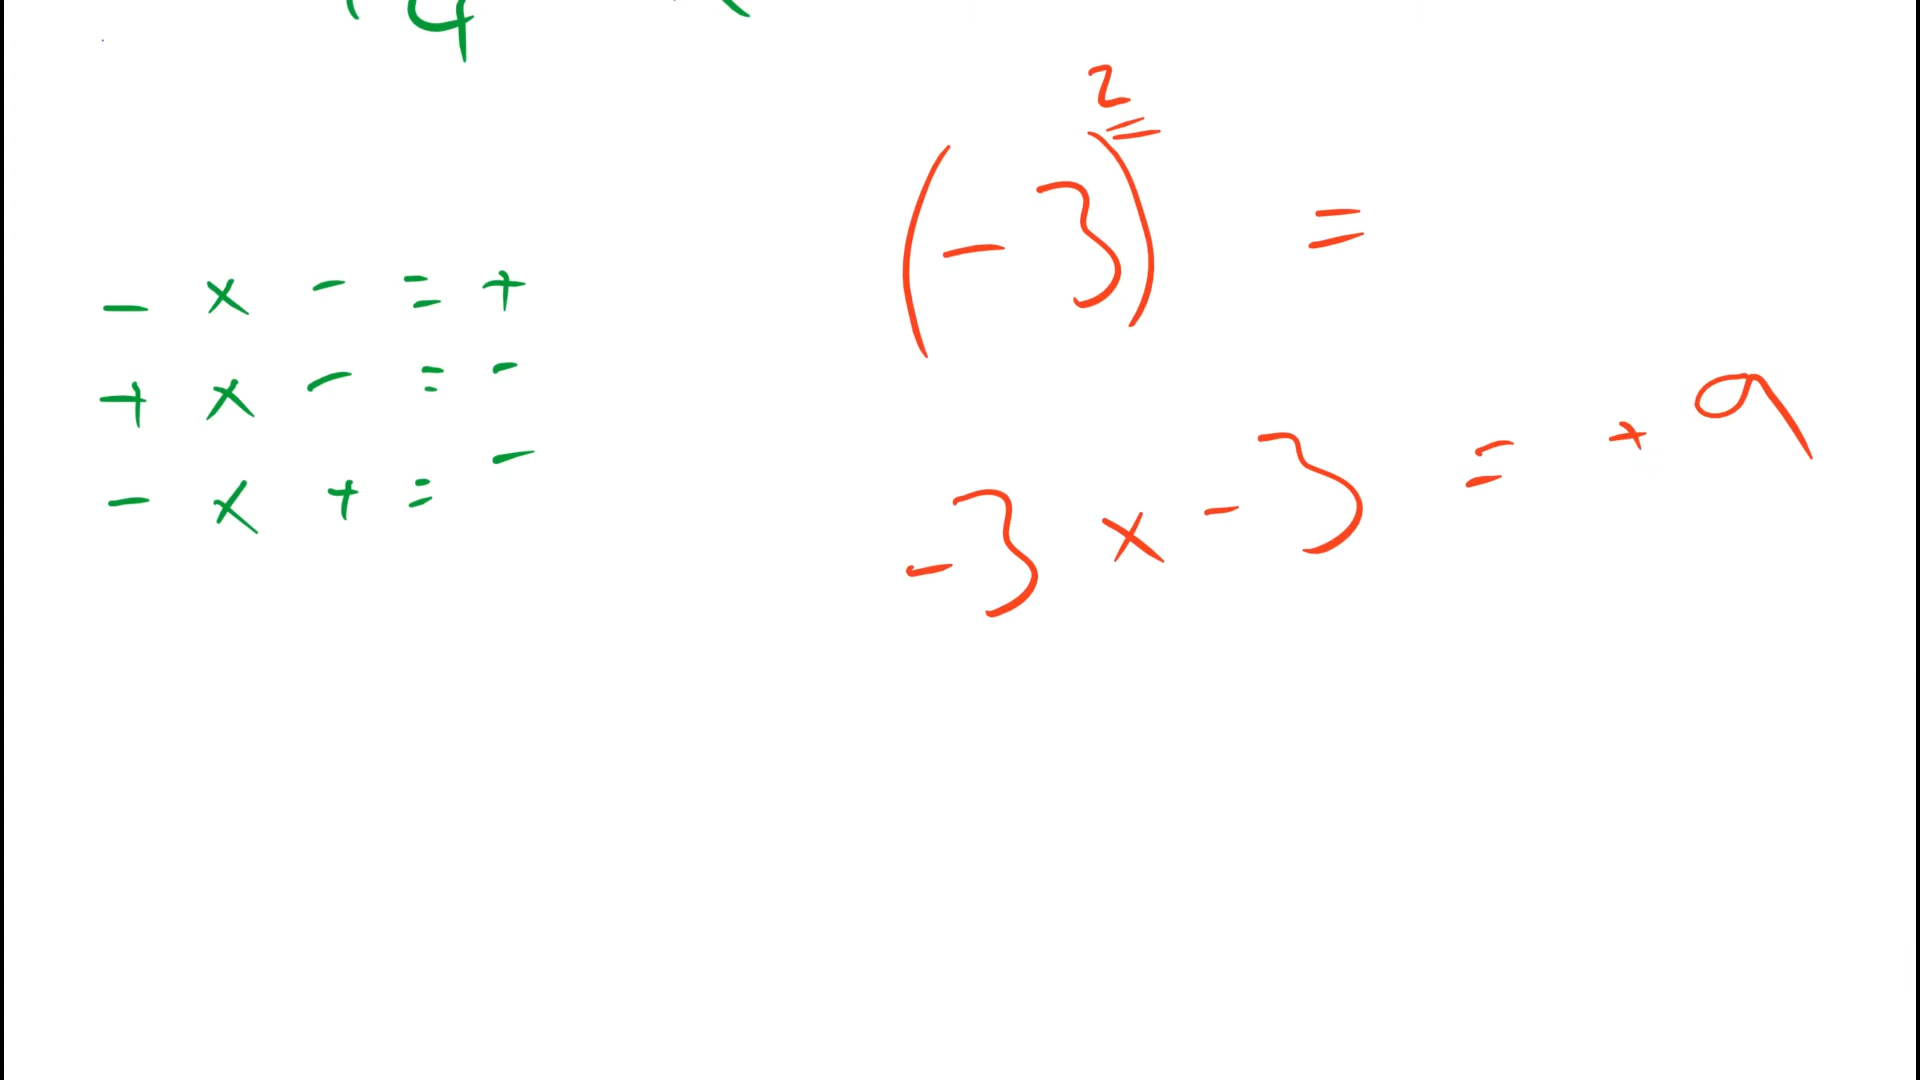 - x - = +
+ x - = -
- x + = -
(-3)² =
-3 x -3 = +9